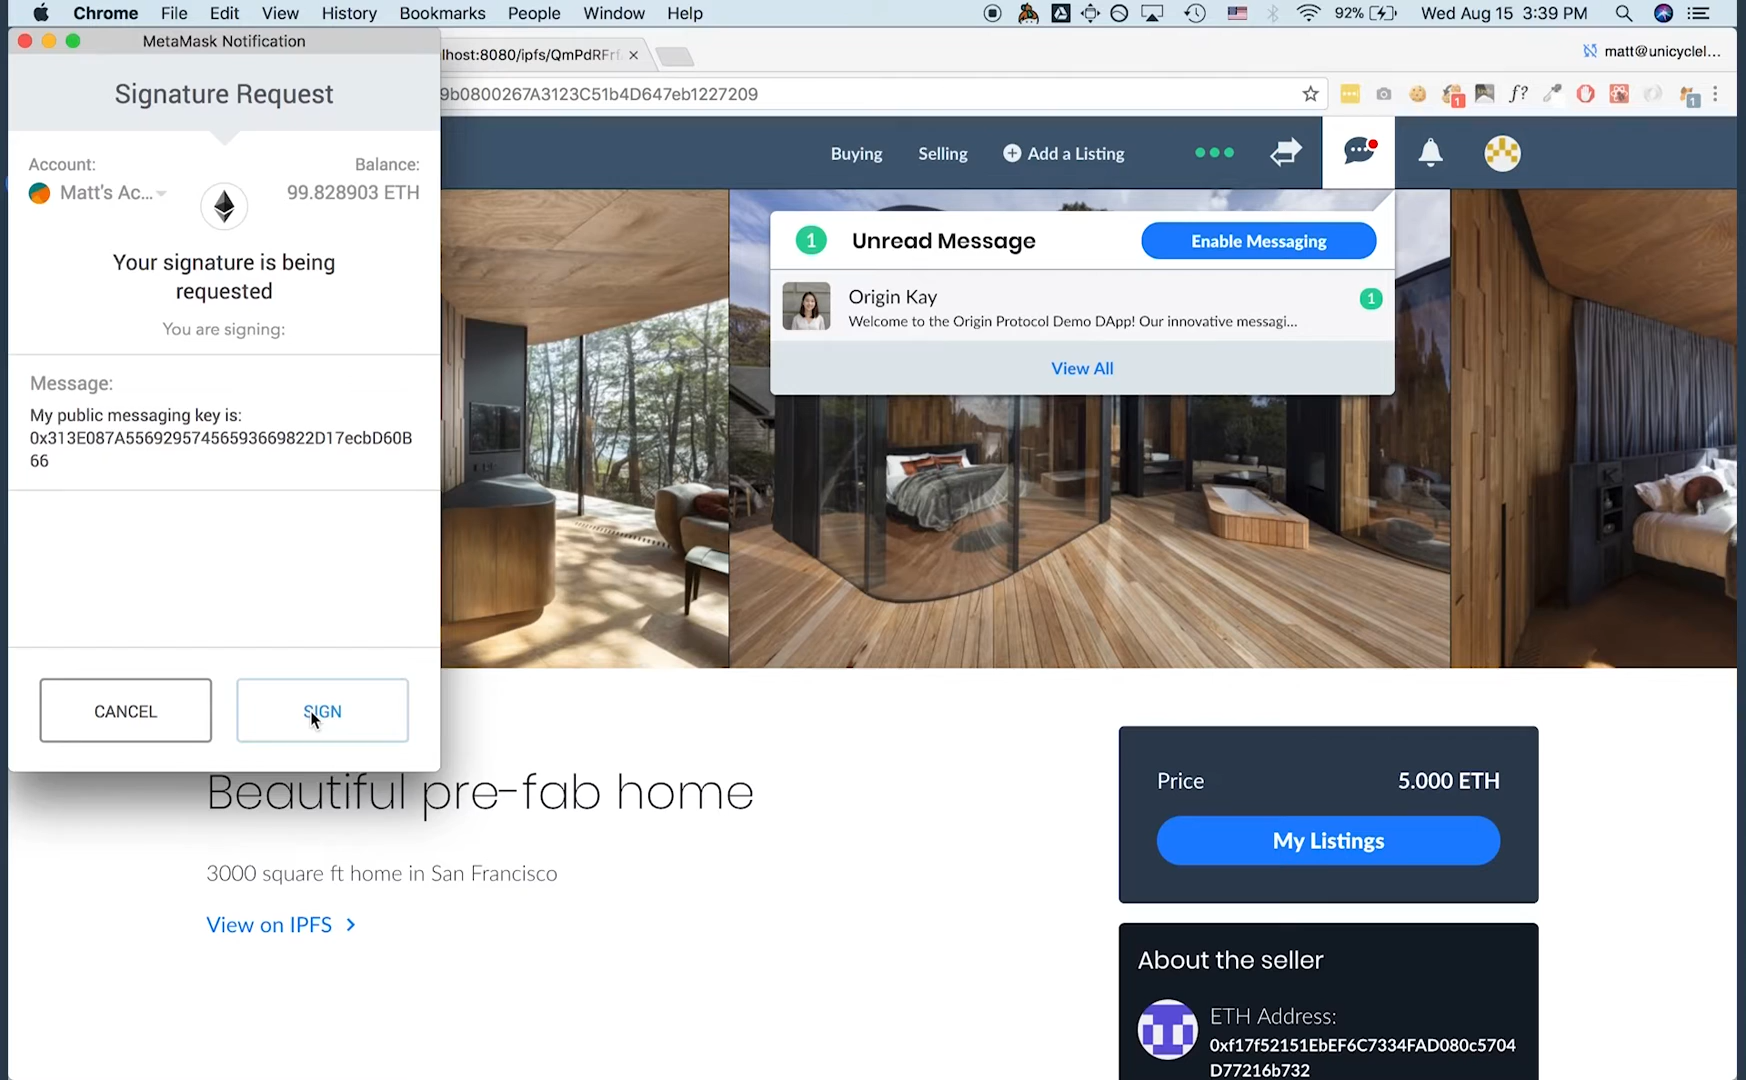 Chrome File Edit View History Bookmarks People Window Help
92% Wed Aug 15 3:39 PM
MetaMask Notification
lhost:8080/ipfs/QmPdRFrf
matt@unicyclel...
Signature Request
9b0800267A3123C51b4D647eb1227209
f?
1
1
Account:
Balance:
Matt's Ac...
99.828903 ETH
Your signature is being
requested
You are signing:
Message:
My public messaging key is:
0x313E087A55692957456593669822D17ecbD60B
66
CANCEL
SIGN
Buying
Selling
Add a Listing
1
Unread Message
Enable Messaging
Origin Kay
1
Welcome to the Origin Protocol Demo DApp! Our innovative messagi...
View All
Beautiful pre-fab home
3000 square ft home in San Francisco
View on IPFS
Price
5.000 ETH
My Listings
About the seller
ETH Address:
0xf17f52151EbEF6C7334FAD080c5704
D77216b732